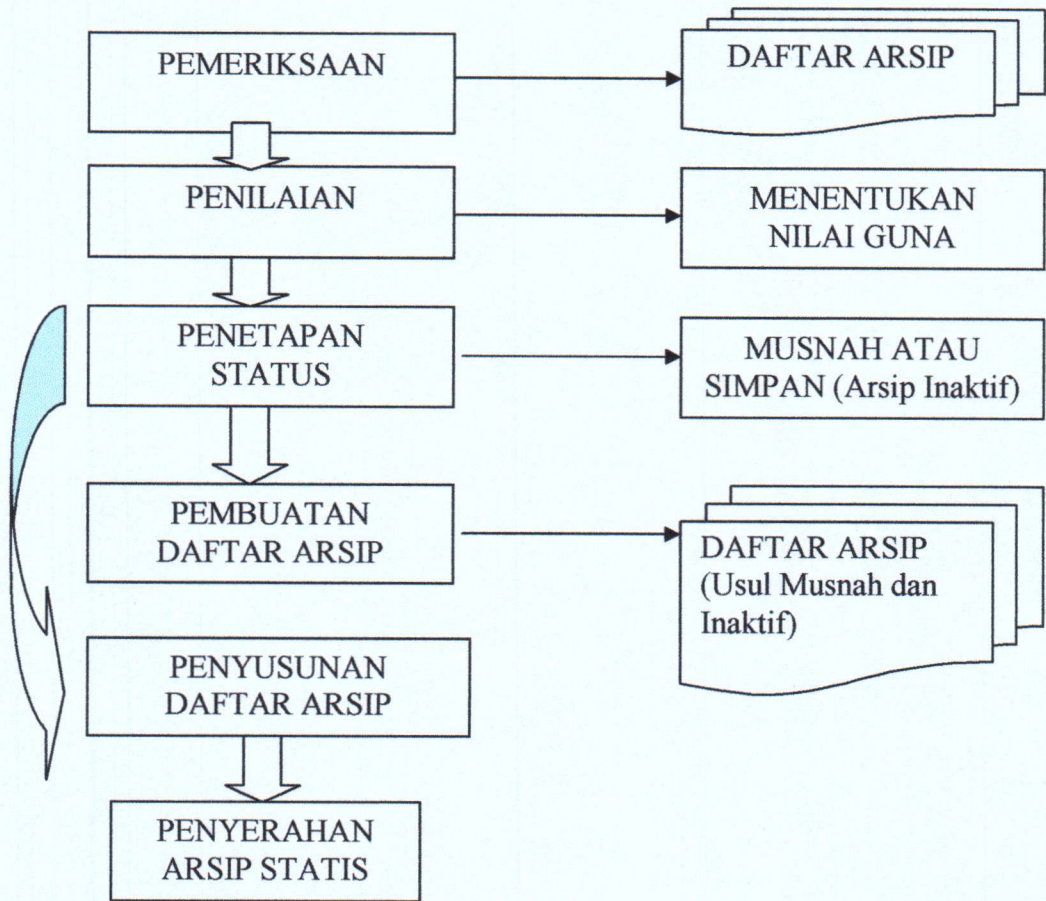 PEMERIKSAAN
DAFTAR ARSIP
PENILAIAN
MENENTUKAN
NILAI GUNA
PENETAPAN
STATUS
MUSNAH ATAU
SIMPAN (Arsip Inaktif)
PEMBUATAN
DAFTAR ARSIP
DAFTAR ARSIP
(Usul Musnah dan
Inaktif)
PENYUSUNAN
DAFTAR ARSIP
PENYERAHAN
ARSIP STATIS